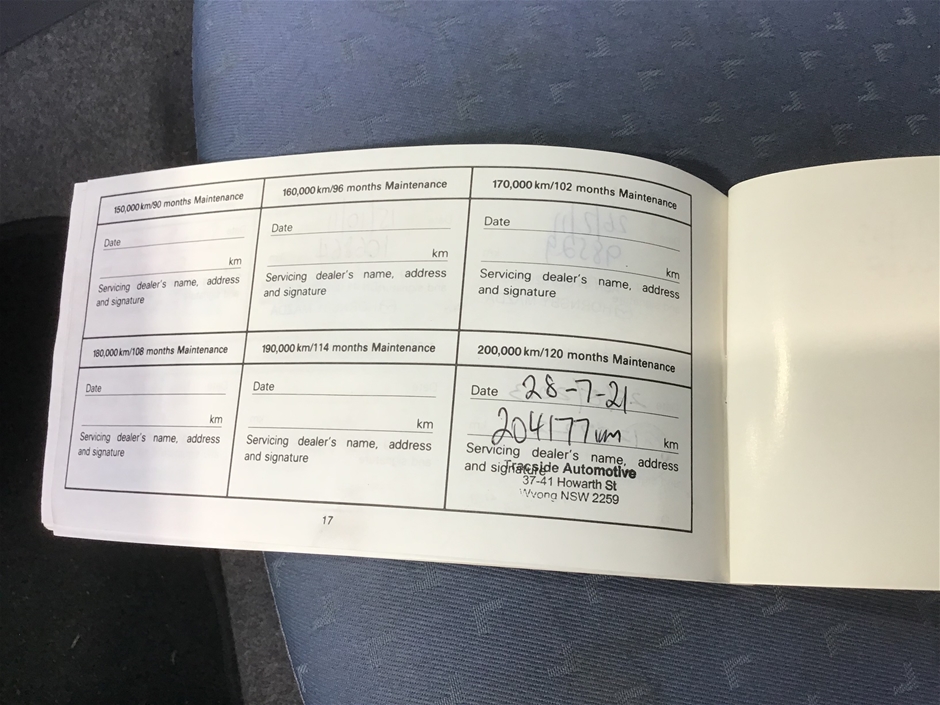 150,000 km/90 months Maintenance
Date
km
Servicing dealer's name, address
and signature
160,000 km/96 months Maintenance
Date
km
Servicing dealer's name, address
and signature
170,000 km/102 months Maintenance
Date
km
Servicing dealer's name, address
and signature
180,000 km/108 months Maintenance
Date
km
Servicing dealer's name, address
and signature
190,000 km/114 months Maintenance
Date
km
Servicing dealer's name, address
and signature
200,000 km/120 months Maintenance
Date 28-7-21
204177 km km
Servicing dealer's name, address
and signature
Tracside Automotive
37-41 Howarth St
Wyong NSW 2259
17